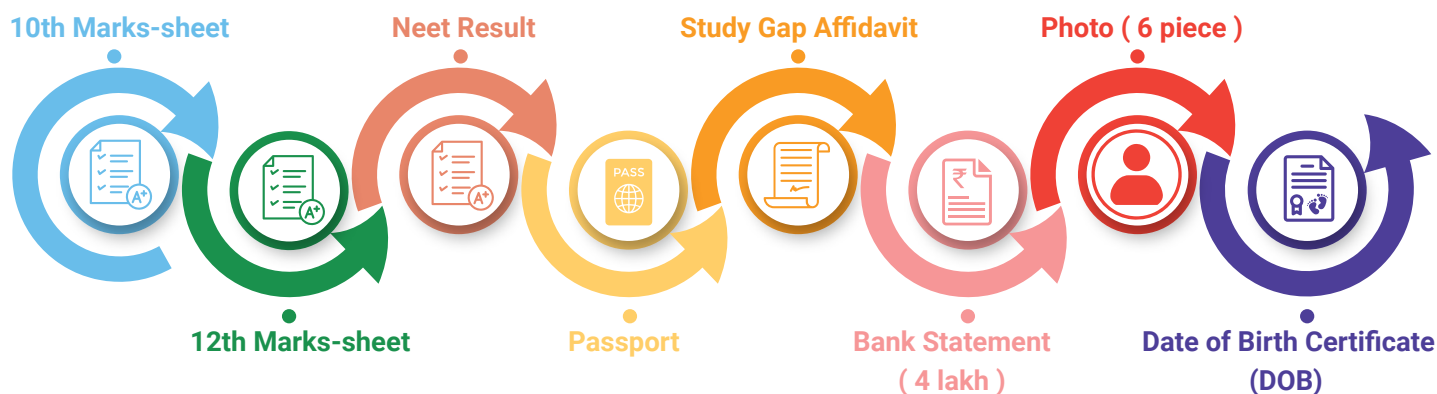 10th Marks-sheet
Neet Result
Study Gap Affidavit
Photo ( 6 piece )
A+
A+
A+
PASS
₹
12th Marks-sheet
Passport
Bank Statement
( 4 lakh )
Date of Birth Certificate
(DOB)